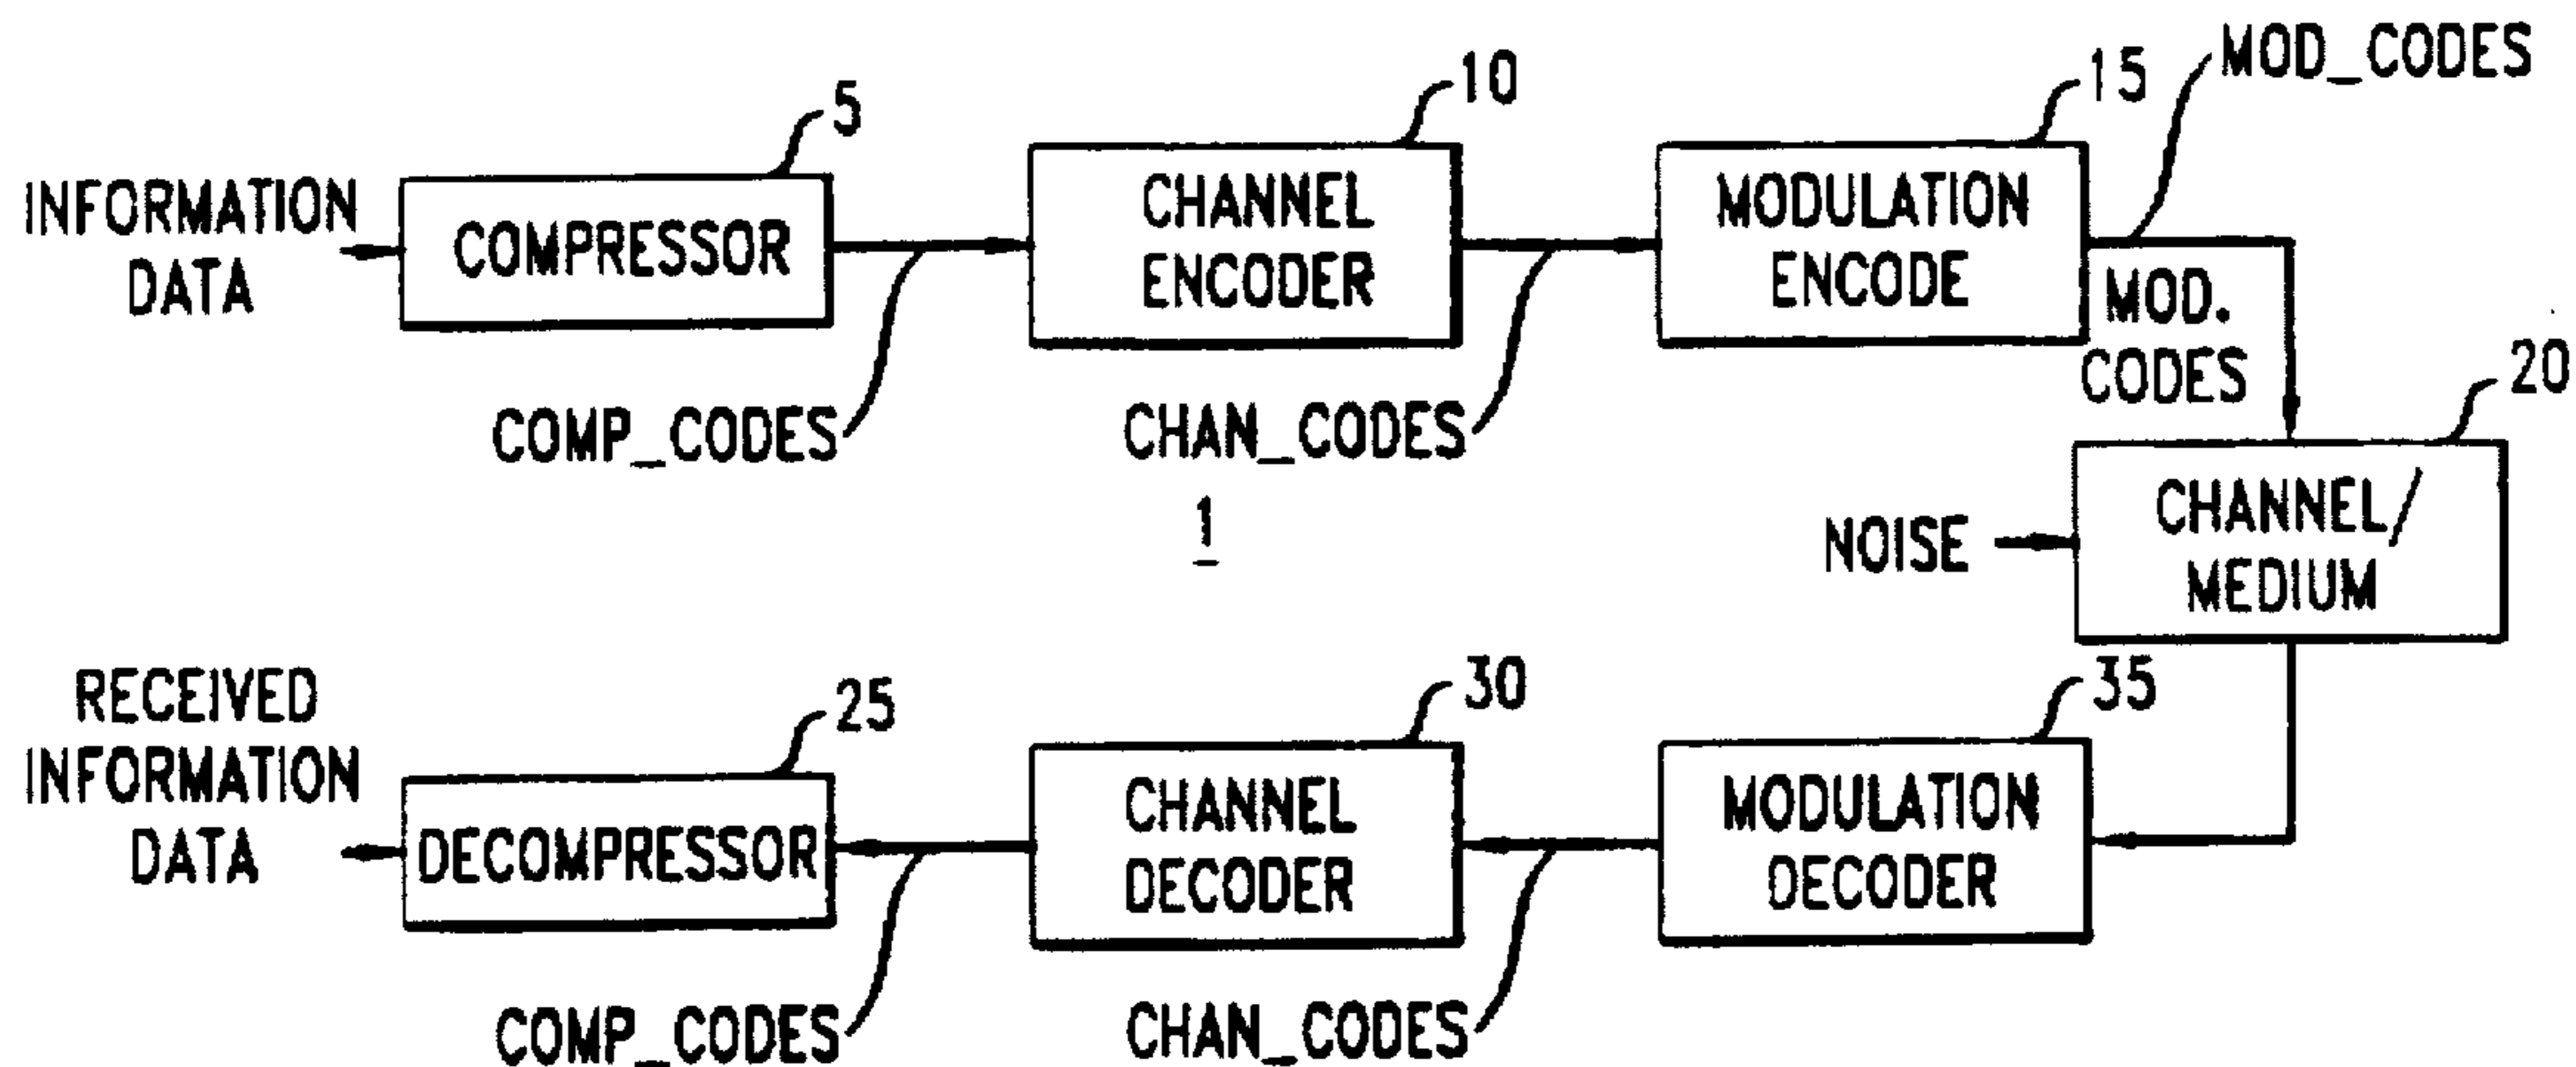 5
10
15
MOD_CODES
INFORMATION
DATA
COMPRESSOR
CHANNEL
ENCODER
MODULATION
ENCODE
MOD.
CODES
COMP_CODES
CHAN_CODES
20
1
NOISE
CHANNEL/
MEDIUM
RECEIVED
INFORMATION
DATA
25
30
35
DECOMPRESSOR
CHANNEL
DECODER
MODULATION
DECODER
COMP_CODES
CHAN_CODES